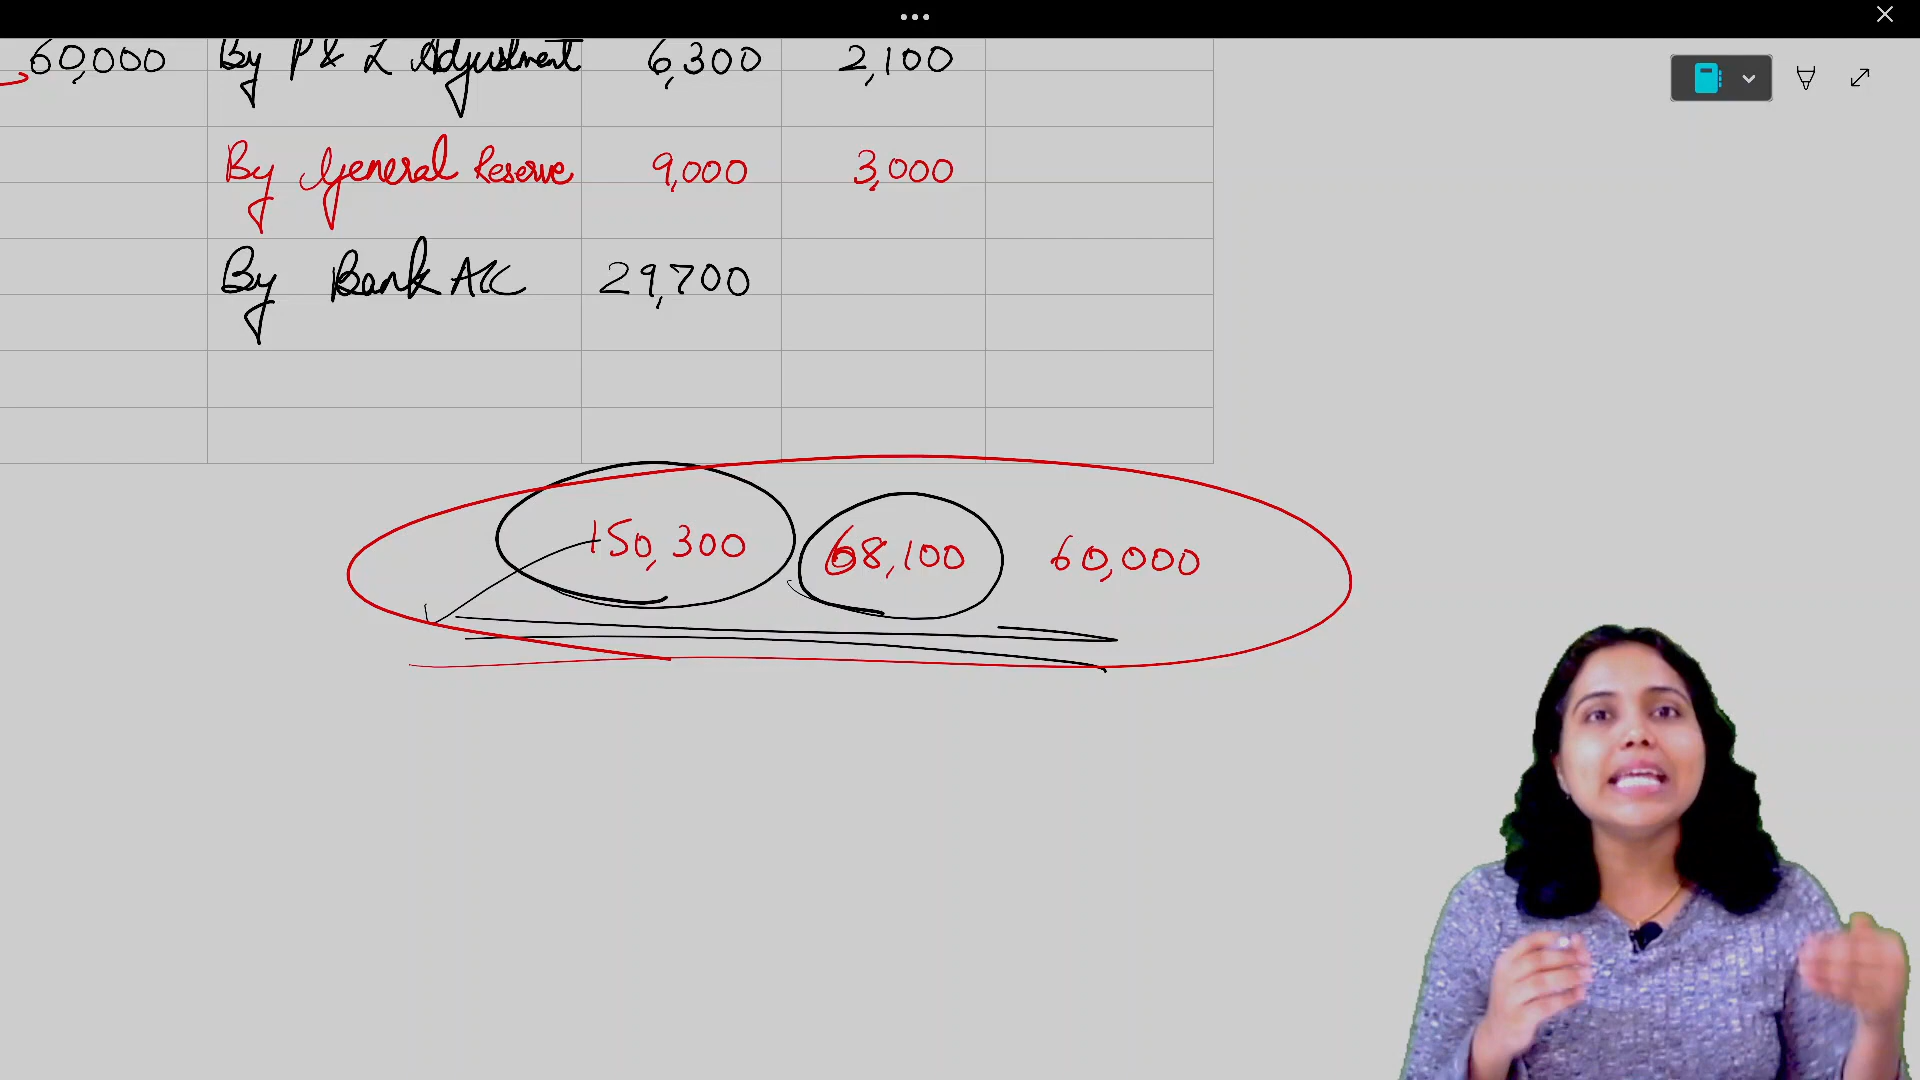 60,000 By P & L Adjustment 6,300 2,100
By General Reserve 9,000 3,000
By Bank A/C 29,700
150,300 68,100 60,000